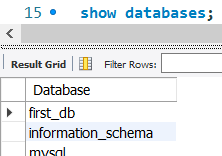 15 show databases;
Result Grid Filter Rows:
Database
first_db
information_schema
mysql